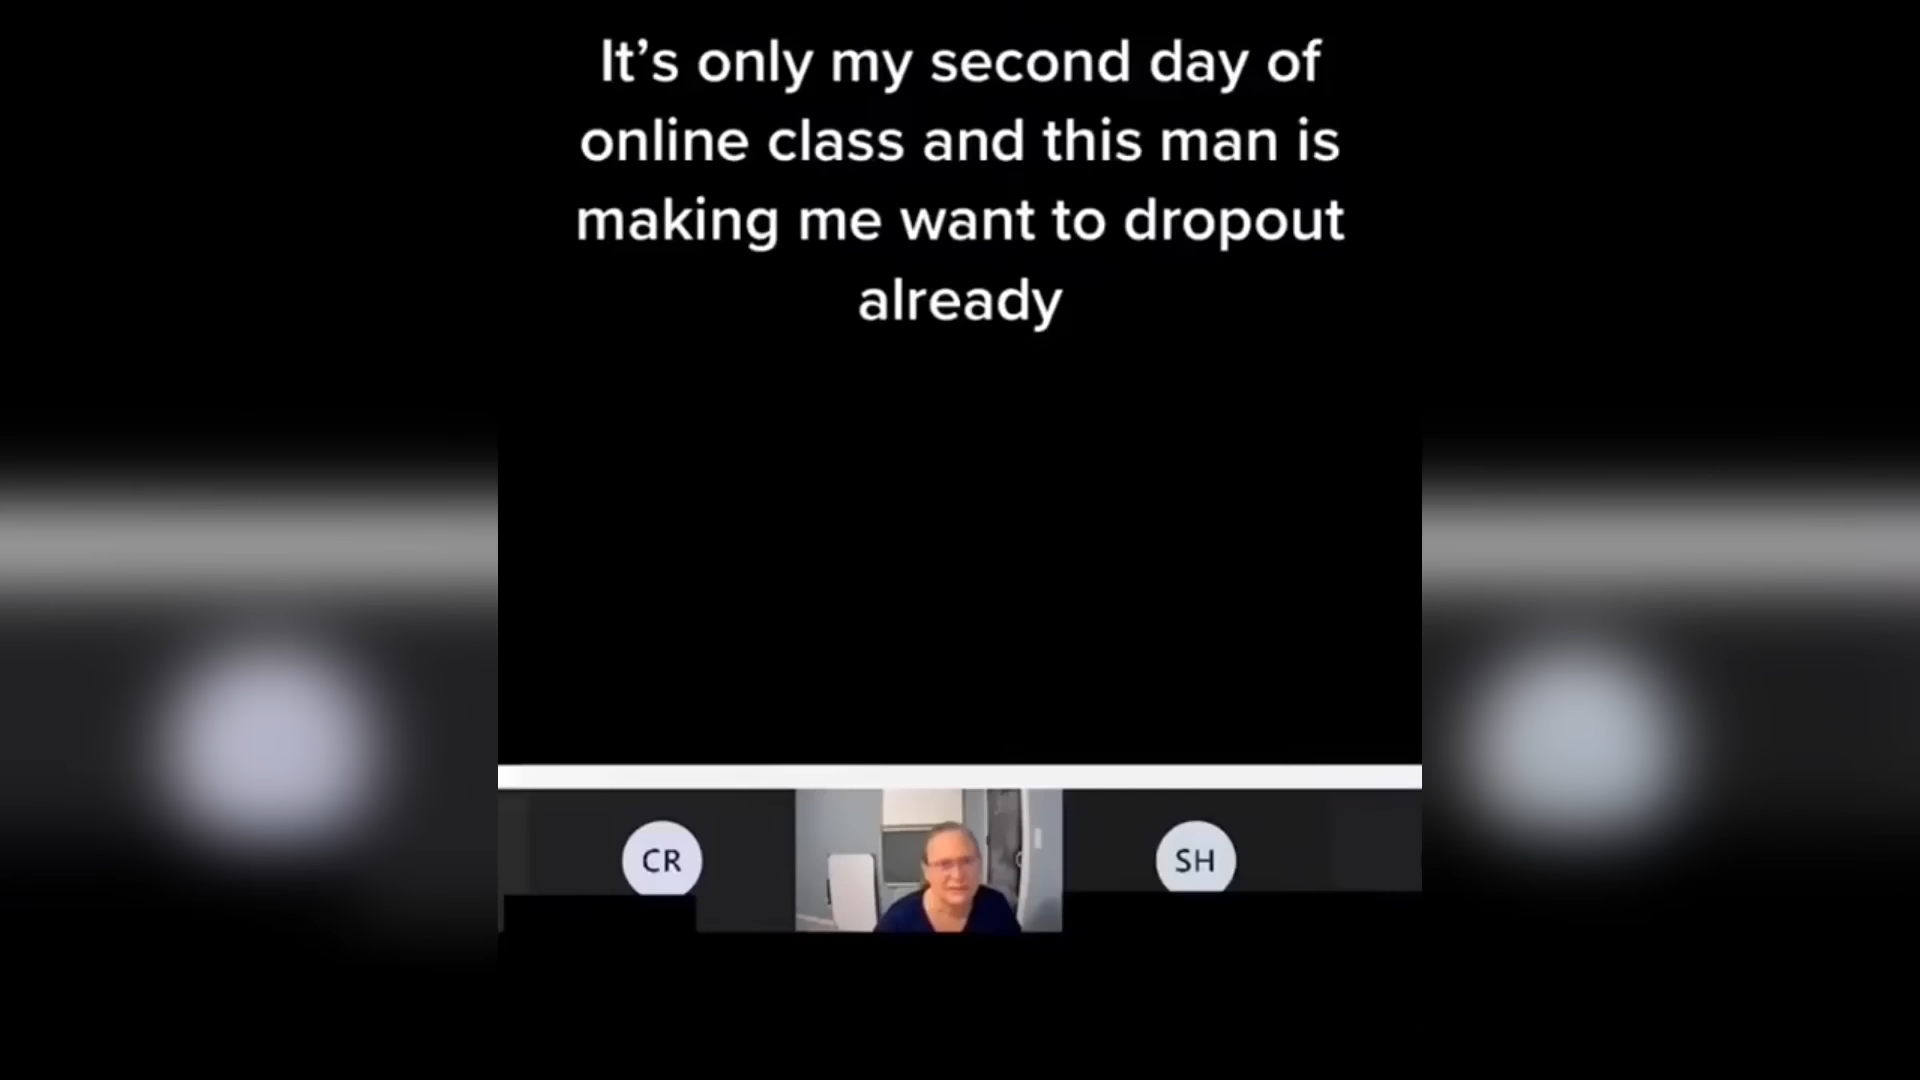 It’s only my second day of
online class and this man is
making me want to dropout
already
CR
SH